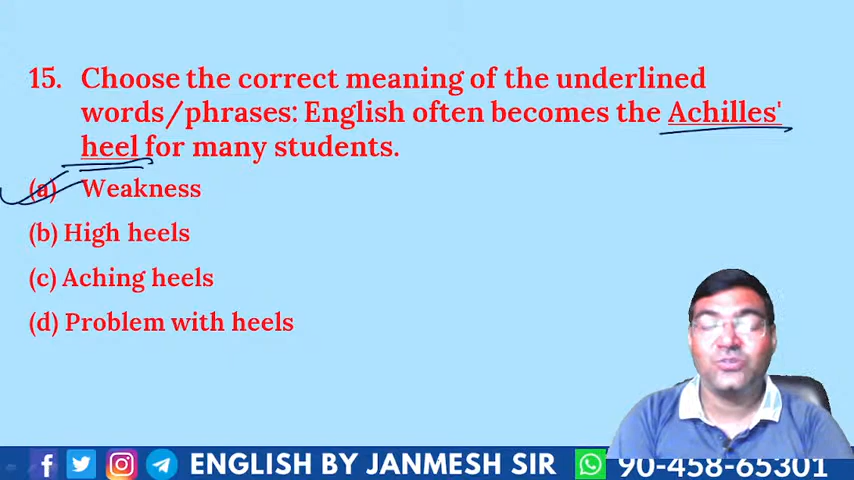 15. Choose the correct meaning of the underlined
words/phrases: English often becomes the Achilles'
heel for many students.
(a) Weakness
(b) High heels
(c) Aching heels
(d) Problem with heels
ENGLISH BY JANMESH SIR 90-458-65301